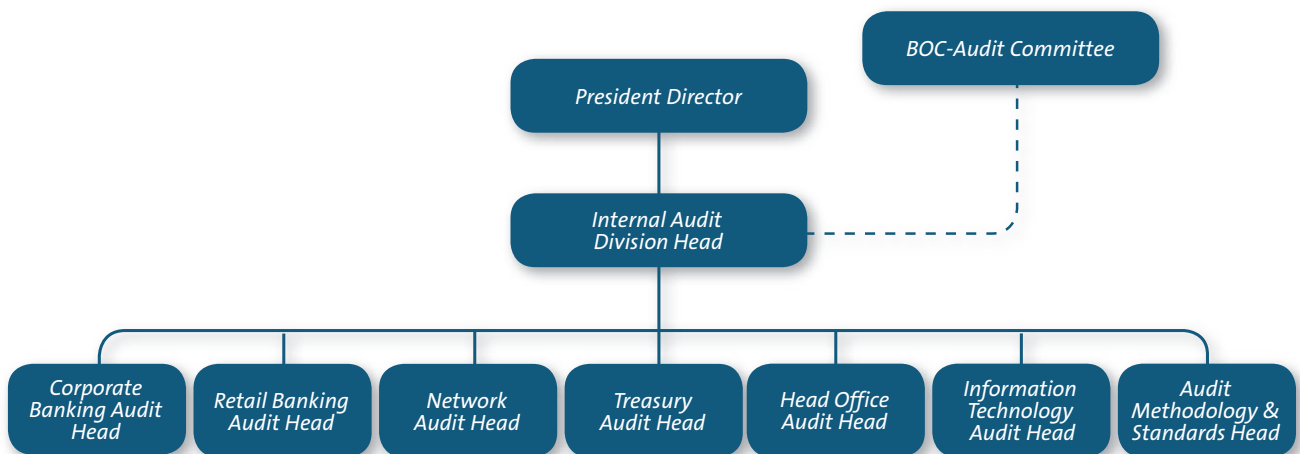 BOC-Audit Committee
President Director
Internal Audit
Division Head
Corporate
Banking Audit
Head
Retail Banking
Audit Head
Network
Audit Head
Treasury
Audit Head
Head Office
Audit Head
Information
Technology
Audit Head
Audit
Methodology &
Standards Head